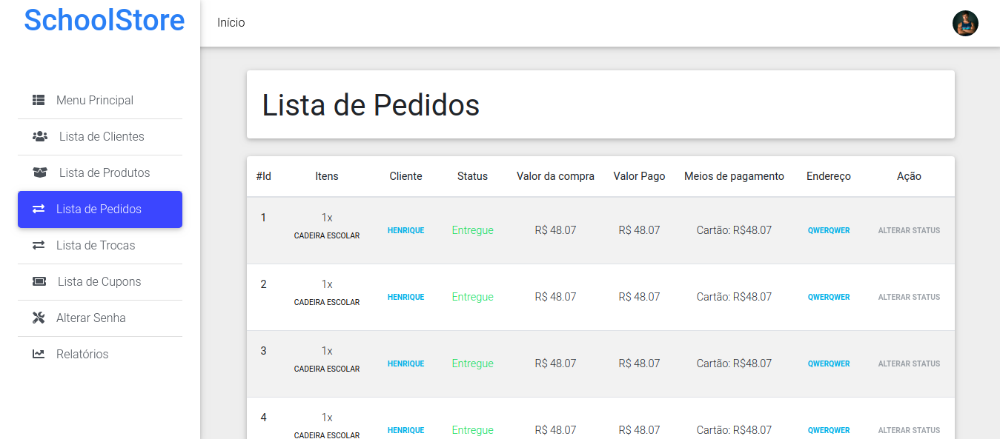 SchoolStore
Início
Menu Principal
Lista de Clientes
Lista de Produtos
Lista de Pedidos
Lista de Trocas
Lista de Cupons
Alterar Senha
Relatórios
Lista de Pedidos
#Id Itens Cliente Status Valor da compra Valor Pago Meios de pagamento Endereço Ação
1 1x CADEIRA ESCOLAR HENRIQUE Entregue R$ 48.07 R$ 48.07 Cartão: R$48.07 QWERQWER ALTERAR STATUS
2 1x CADEIRA ESCOLAR HENRIQUE Entregue R$ 48.07 R$ 48.07 Cartão: R$48.07 QWERQWER ALTERAR STATUS
3 1x CADEIRA ESCOLAR HENRIQUE Entregue R$ 48.07 R$ 48.07 Cartão: R$48.07 QWERQWER ALTERAR STATUS
4 1x CADEIRA ESCOLAR HENRIQUE Entregue R$ 48.07 R$ 48.07 Cartão: R$48.07 QWERQWER ALTERAR STATUS